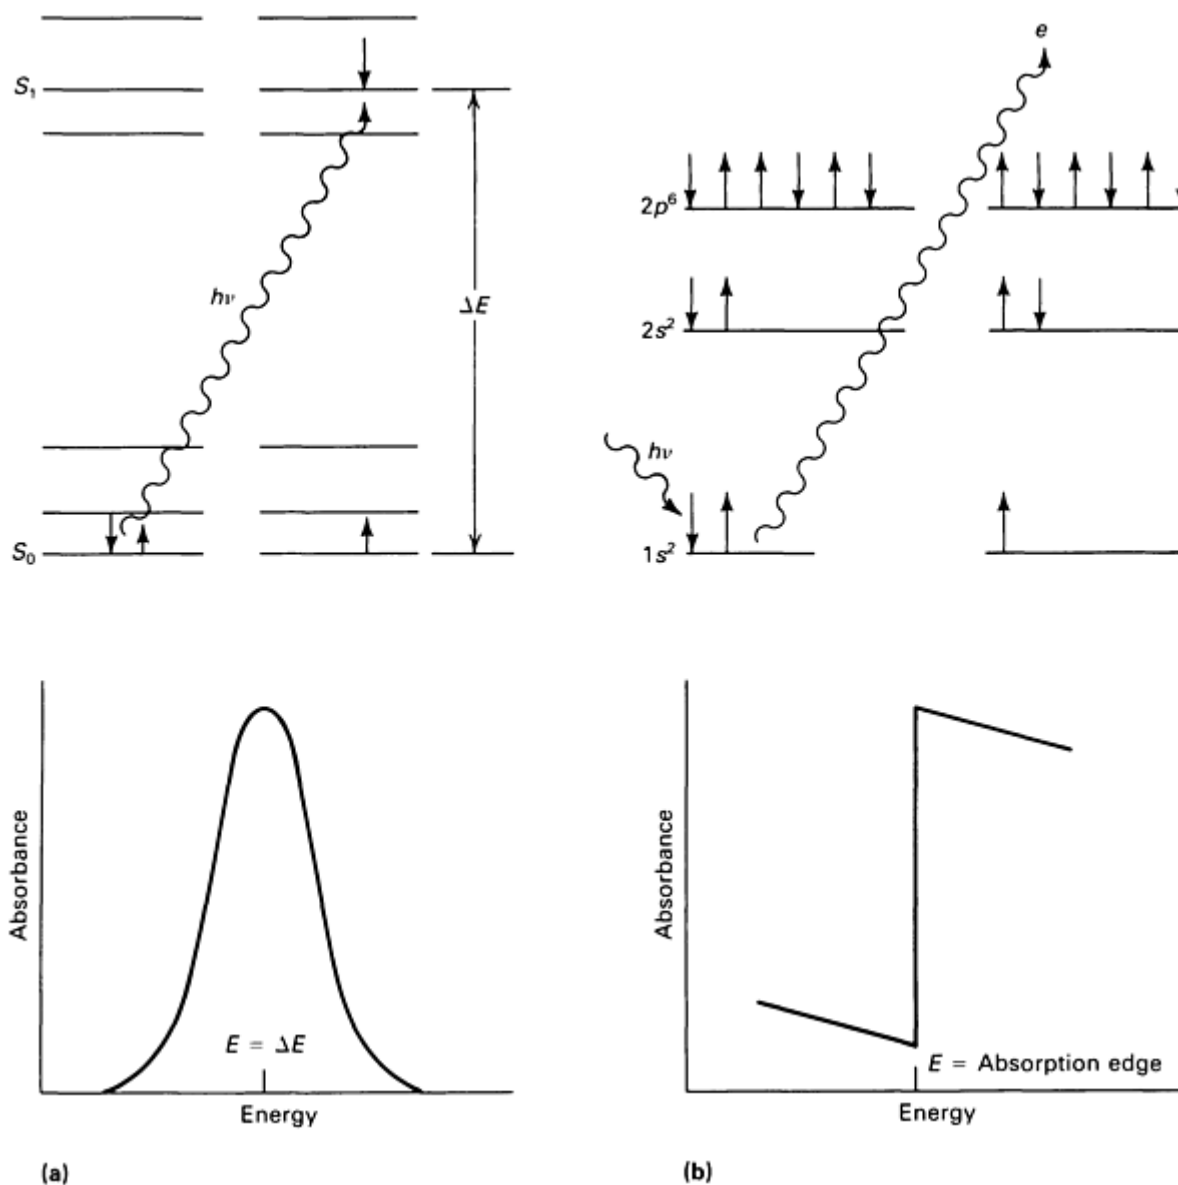 S₁
hν
ΔE
S₀
Absorbance
E = ΔE
Energy
(a)
e
2p⁶
2s²
hν
1s²
Absorbance
E = Absorption edge
Energy
(b)